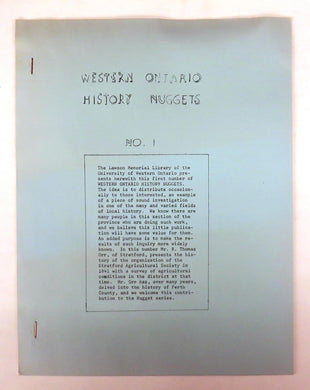 WESTERN ONTARIO
HISTORY NUGGETS
NO. 1
The Lawson Memorial Library of the
University of Western Ontario pre-
sents herewith this first number of
WESTERN ONTARIO HISTORY NUGGETS.
The idea is to distribute occasion-
ally to those interested, an example
of a piece of sound investigation
in one of the many and varied fields
of local history. We know there are
many people in this section of the
province who are doing such work,
and we believe this little publica-
tion will have some value for them.
An added purpose is to make the re-
sults of such inquiry more widely
known. In this number Mr. R. Thomas
Orr, of Stratford, presents the his-
tory of the organization of the
Stratford Agricultural Society in
1841 with a survey of agricultural
conditions in the district at that
time. Mr. Orr has, over many years,
delved into the history of Perth
County, and we welcome this contri-
bution to the Nugget series.